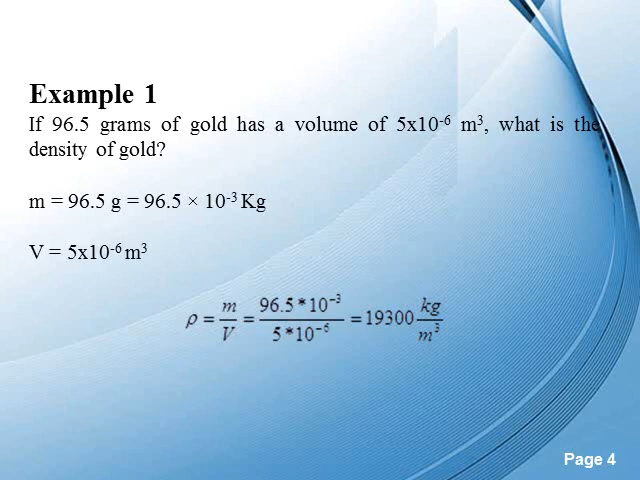 Example 1
If 96.5 grams of gold has a volume of 5x10⁻⁶ m³, what is the
density of gold?
m = 96.5 g = 96.5 × 10⁻³ Kg
V = 5x10⁻⁶ m³
ρ = m/V = 96.5*10⁻³/5*10⁻⁶ = 19300 kg/m³
Page 4